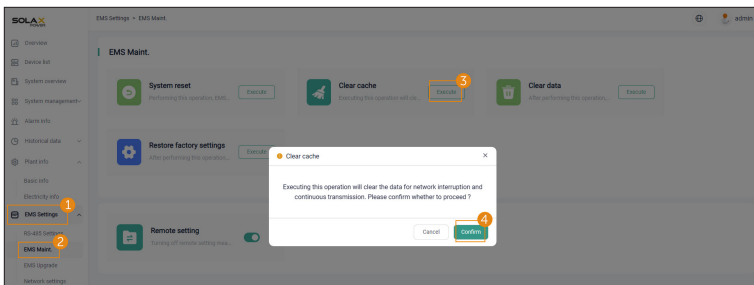 SOLAX
POWER
EMS Settings • EMS Maint.
admin
Overview
Device list
System overview
System management
Alarm info
Historical data
Plant info
Basic info
Electricity info
1
EMS Settings
RS-485 Settings
2
EMS Maint.
EMS Upgrade
Network settings
EMS Maint.
System reset
Performing this operation, RMR...
Execute
Clear cache
Executing this operation will cle...
3
Execute
Clear data
After performing this operation,...
Execute
Restore factory settings
After performing this operation...
Execute
Remote setting
Turning off remote setting mea...
Clear cache
Executing this operation will clear the data for network interruption and
continuous transmission. Please confirm whether to proceed ?
Cancel
4
Confirm